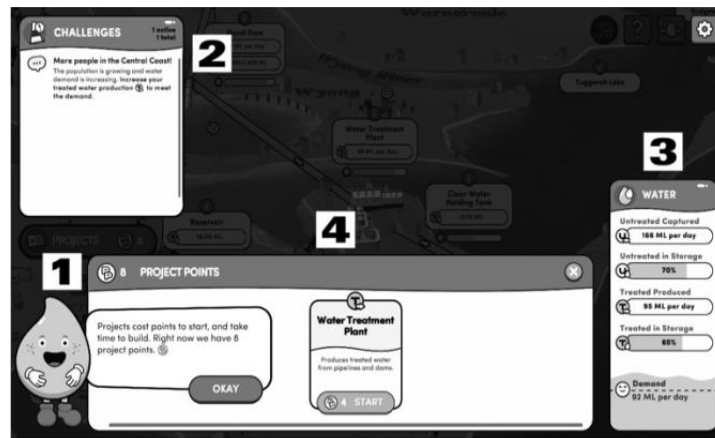 CHALLENGES
1 active
1 total
More people in the Central Coast!
The population is growing and water
demand is increasing. Increase your
treated water production to meet
the demand.
2
Warnervale
Mardi Dam
Wyong River
Wyong
Tuggerah Lake
Water Treatment
Plant
Clear Water
Holding Tank
Reservoir
PROJECTS 8
3
WATER
Untreated Captured
166 ML per day
Untreated in Storage
70%
Treated Produced
95 ML per day
Treated in Storage
65%
Demand
92 ML per day
4
1
8 PROJECT POINTS
Projects cost points to start, and take
time to build. Right now we have 8
project points.
OKAY
Water Treatment
Plant
Produces treated water
from pipelines and dams.
4 START